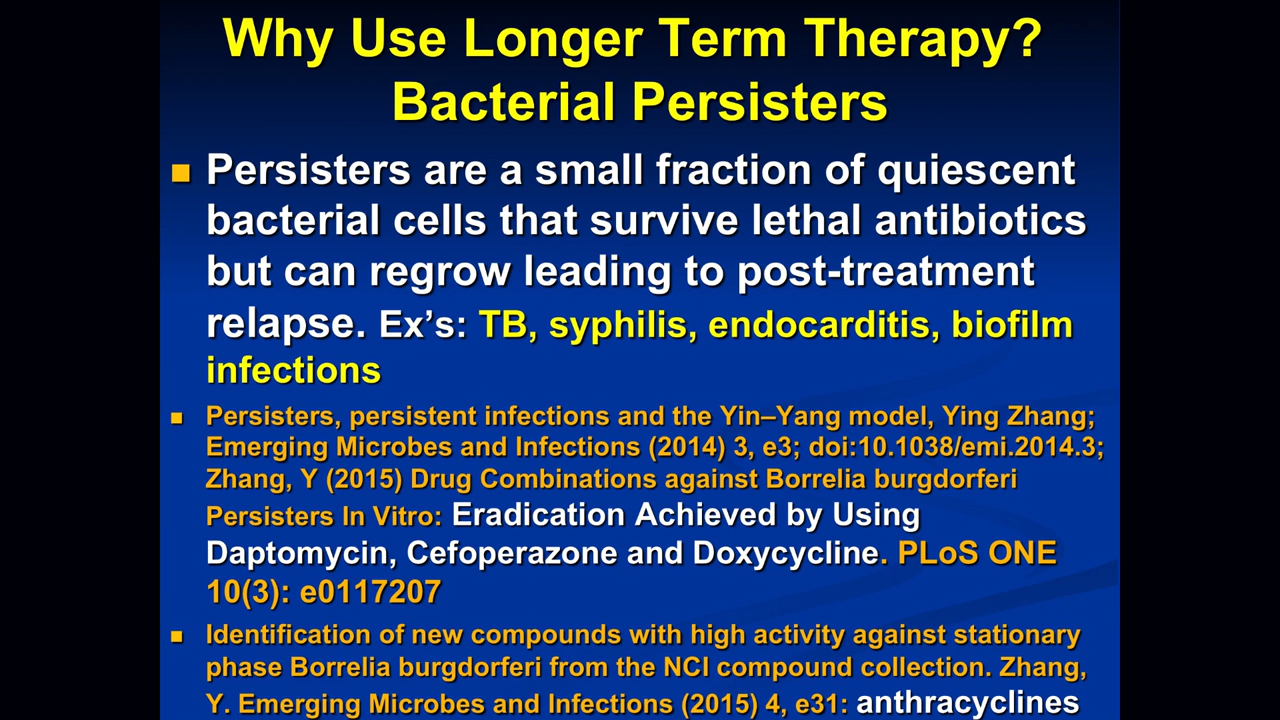 Why Use Longer Term Therapy?
Bacterial Persisters
Persisters are a small fraction of quiescent
bacterial cells that survive lethal antibiotics
but can regrow leading to post-treatment
relapse. Ex’s: TB, syphilis, endocarditis, biofilm
infections
Persisters, persistent infections and the Yin–Yang model, Ying Zhang;
Emerging Microbes and Infections (2014) 3, e3; doi:10.1038/emi.2014.3;
Zhang, Y (2015) Drug Combinations against Borrelia burgdorferi
Persisters In Vitro: Eradication Achieved by Using
Daptomycin, Cefoperazone and Doxycycline. PLoS ONE
10(3): e0117207
Identification of new compounds with high activity against stationary
phase Borrelia burgdorferi from the NCI compound collection. Zhang,
Y. Emerging Microbes and Infections (2015) 4, e31: anthracyclines